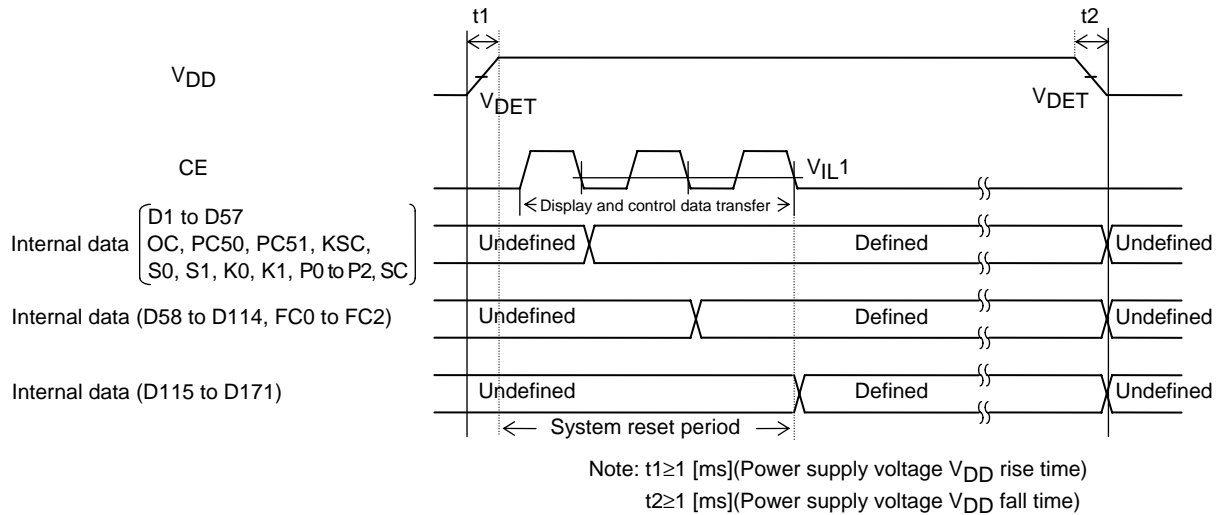 t1
t2
VDD
VDET
VDET
CE
VIL1
Display and control data transfer
Internal data
D1 to D57
OC, PC50, PC51, KSC,
S0, S1, K0, K1, P0 to P2, SC
Undefined
Defined
Undefined
Internal data (D58 to D114, FC0 to FC2)
Undefined
Defined
Undefined
Internal data (D115 to D171)
Undefined
Defined
Undefined
System reset period
Note: t1≥1 [ms](Power supply voltage VDD rise time)
t2≥1 [ms](Power supply voltage VDD fall time)